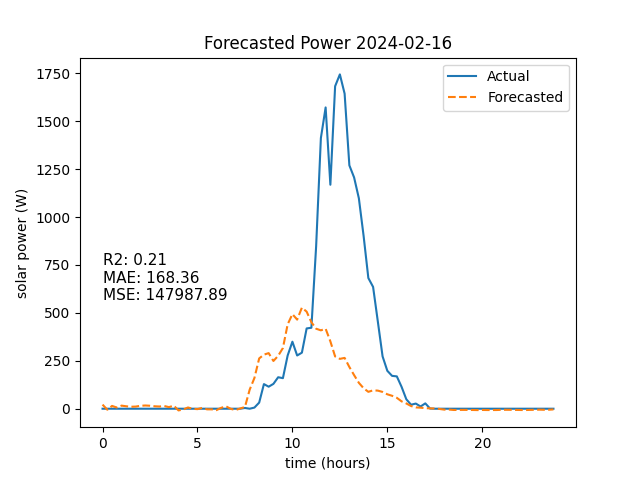 Forecasted Power 2024-02-16
Actual
Forecasted
R2: 0.21
MAE: 168.36
MSE: 147987.89
solar power (W)
1750
1500
1250
1000
750
500
250
0
0 5 10 15 20
time (hours)